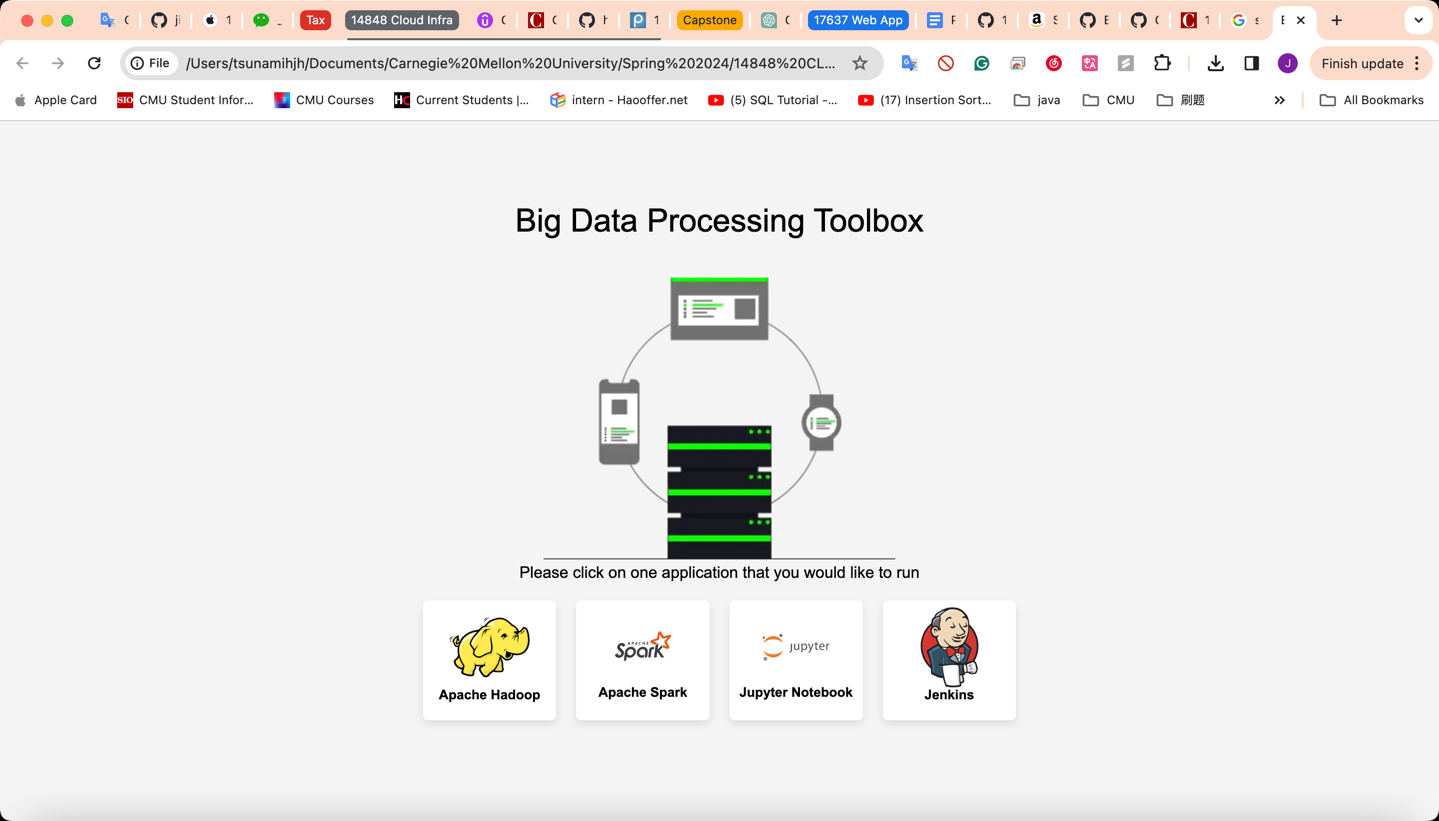 Tax
14848 Cloud Infra
Capstone
17637 Web App
File
/Users/tsunamihjh/Documents/Carnegie%20Mellon%20University/Spring%202024/14848%20CL...
J
Finish update
Apple Card
SIO
CMU Student Infor...
CMU Courses
HC
Current Students |...
intern - Haooffer.net
(5) SQL Tutorial -...
(17) Insertion Sort...
java
CMU
刷题
All Bookmarks
Big Data Processing Toolbox
Please click on one application that you would like to run
Apache Hadoop
APACHE
Spark
Apache Spark
jupyter
Jupyter Notebook
Jenkins